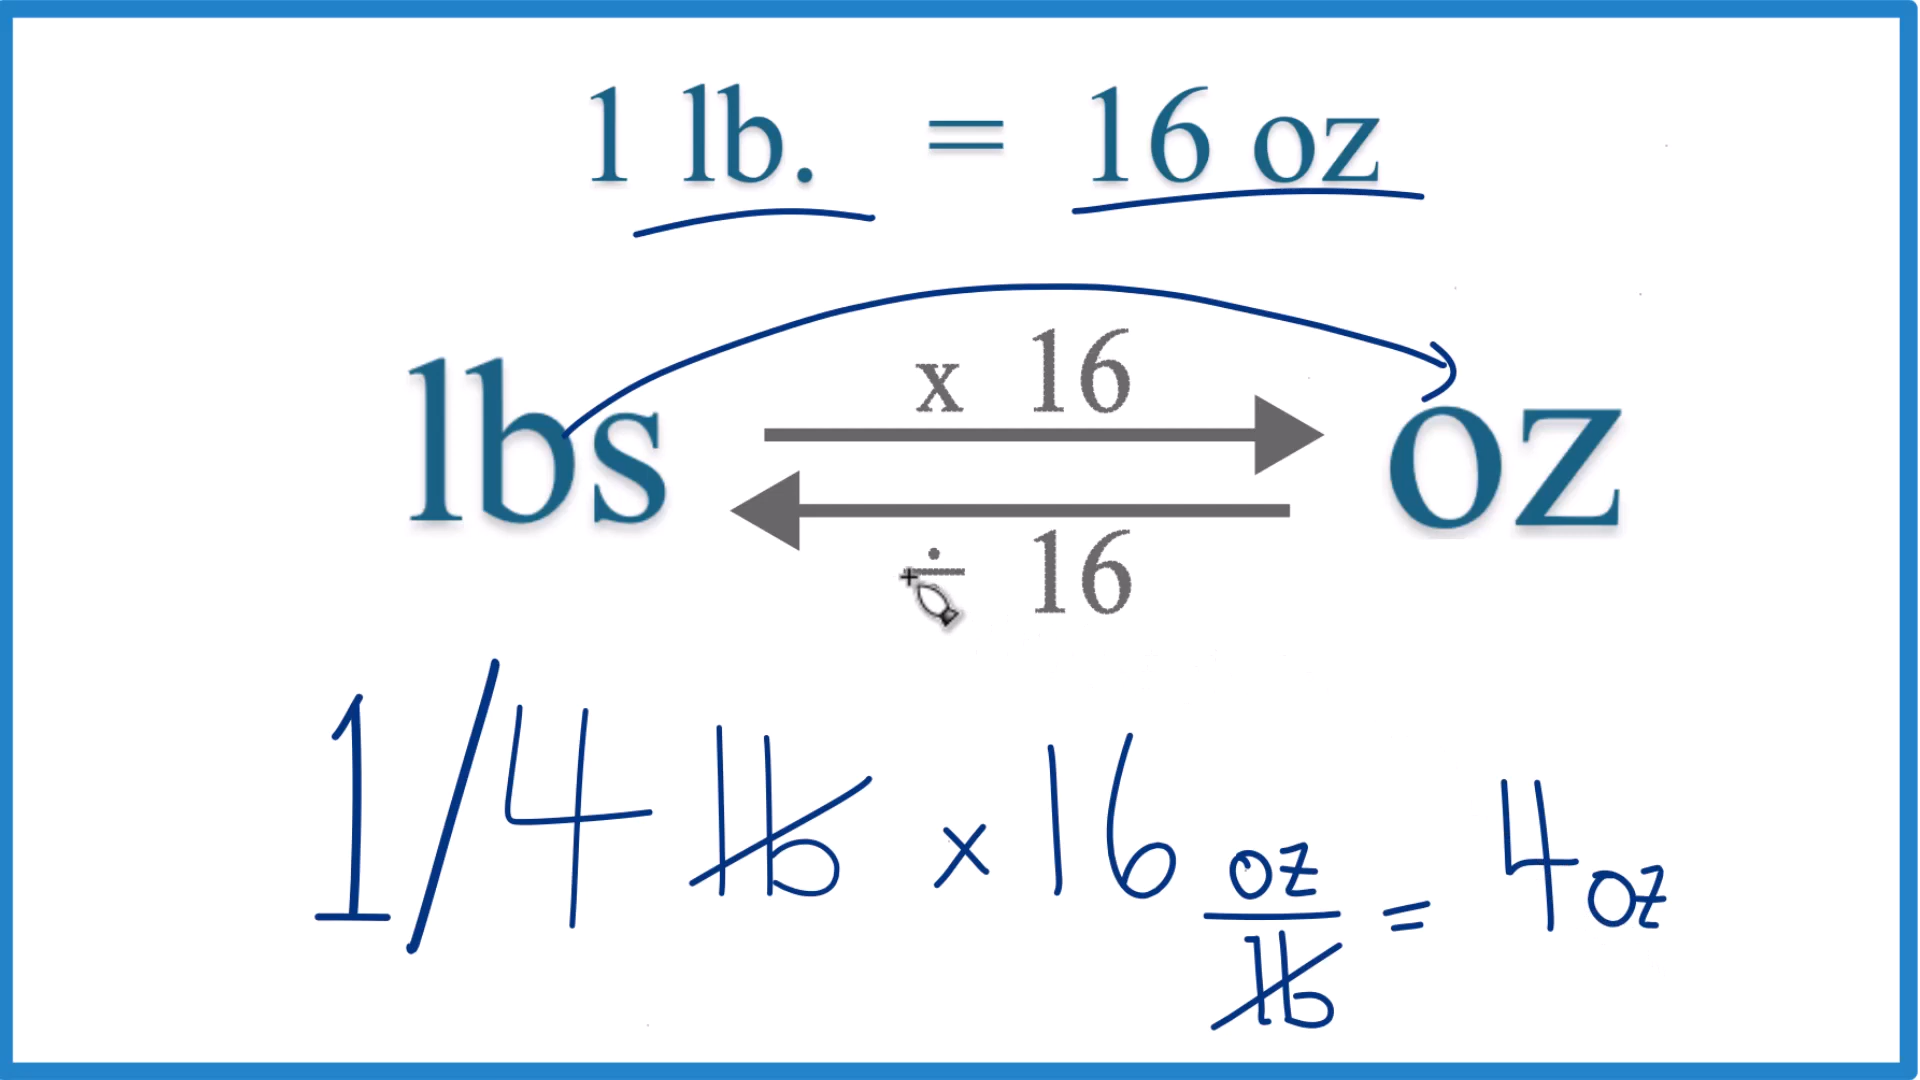 1 lb. = 16 oz
x 16
lbs oz
÷ 16
1/4 lb × 16 oz/lb = 4 oz